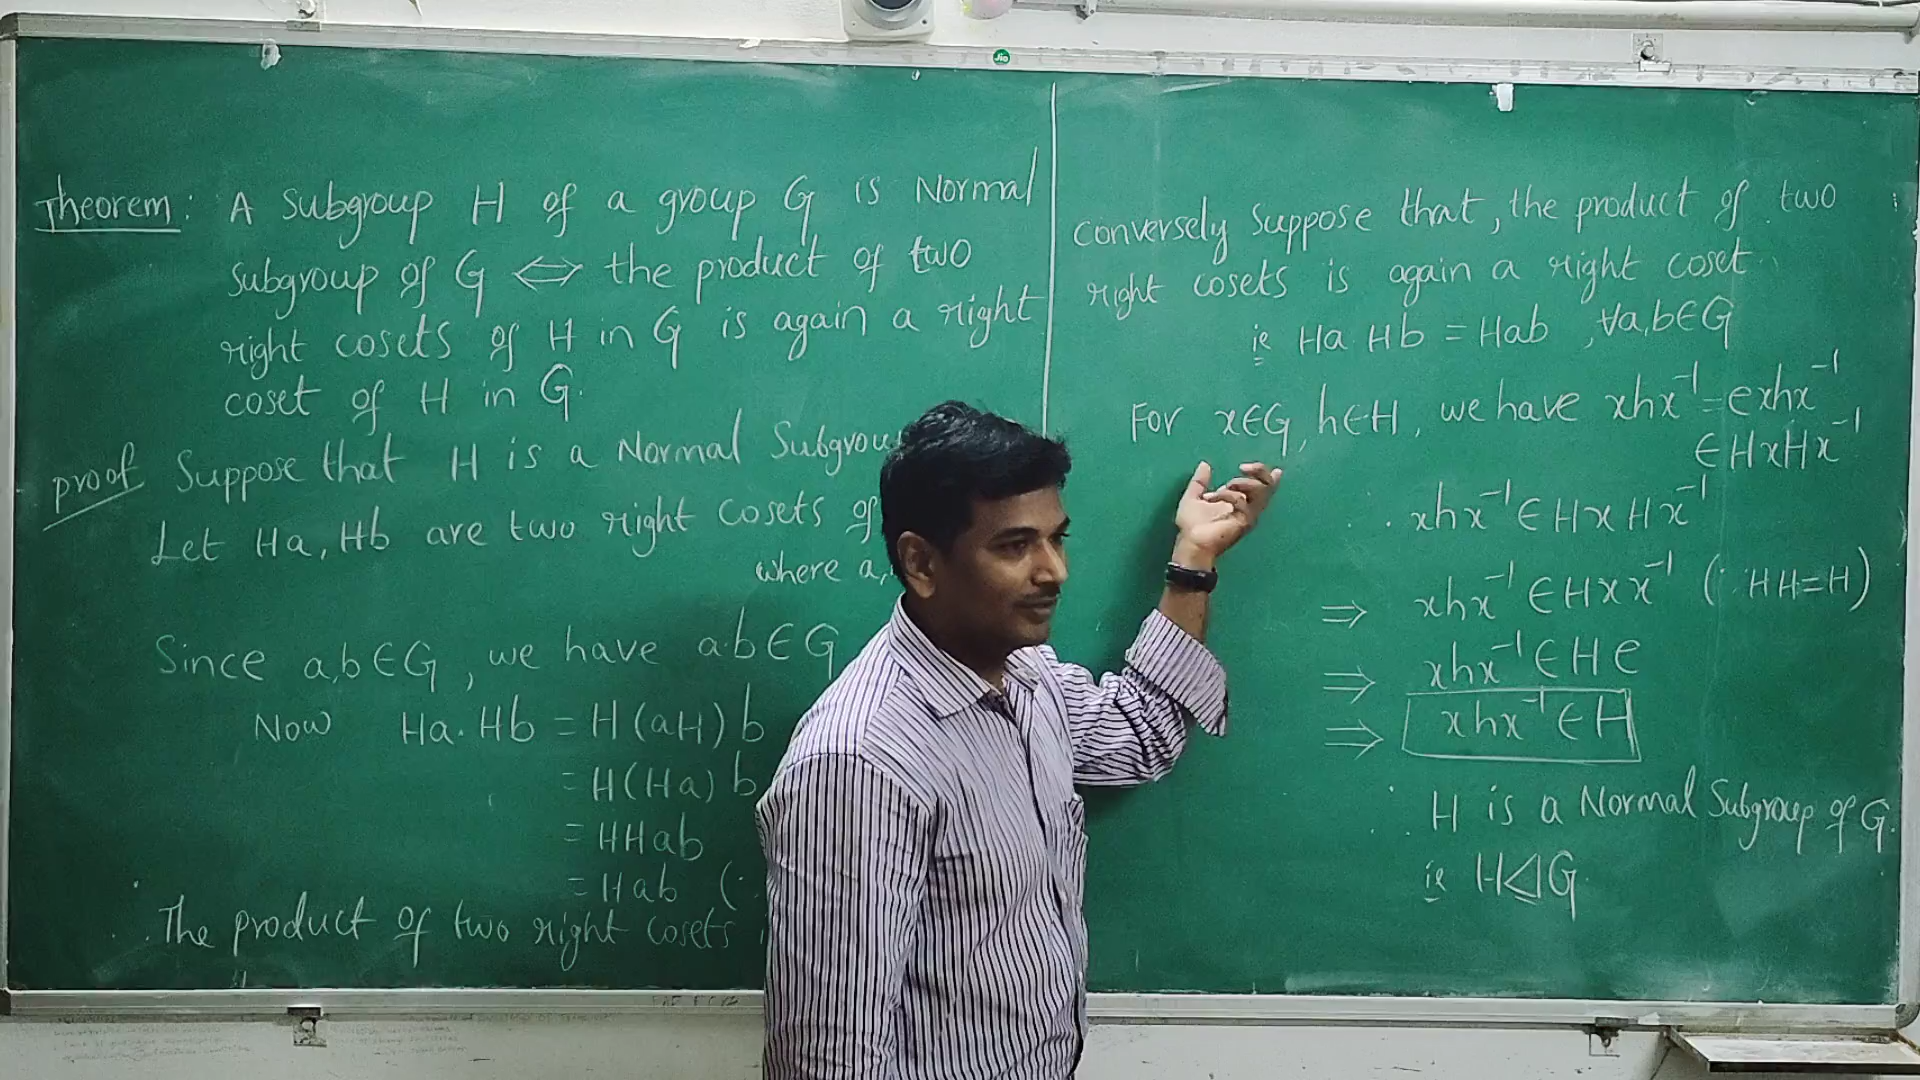 Theorem: A subgroup H of a group G is Normal
subgroup of G ⇔ the product of two
right cosets of H in G is again a right
coset of H in G.
proof Suppose that H is a Normal Subgrou
Let Ha, Hb are two right cosets of
where a,
Since a,b∈G, we have a.b∈G
Now Ha.Hb = H(aH)b
= H(Ha)b
= HHab
= Hab (∵
∴ The product of two right cosets
Jio
conversely suppose that, the product of two
right cosets is again a right coset.
ie Ha.Hb = Hab, ∀a,b∈G
For x∈G, h∈H, we have xhx⁻¹ = exhx⁻¹
∈HxHx⁻¹
∴ xhx⁻¹∈HxHx⁻¹
⇒ xhx⁻¹∈Hxx⁻¹ (∵ HH=H)
⇒ xhx⁻¹∈He
⇒ xhx⁻¹∈H
∴ H is a Normal Subgroup of G.
ie H⊴G.